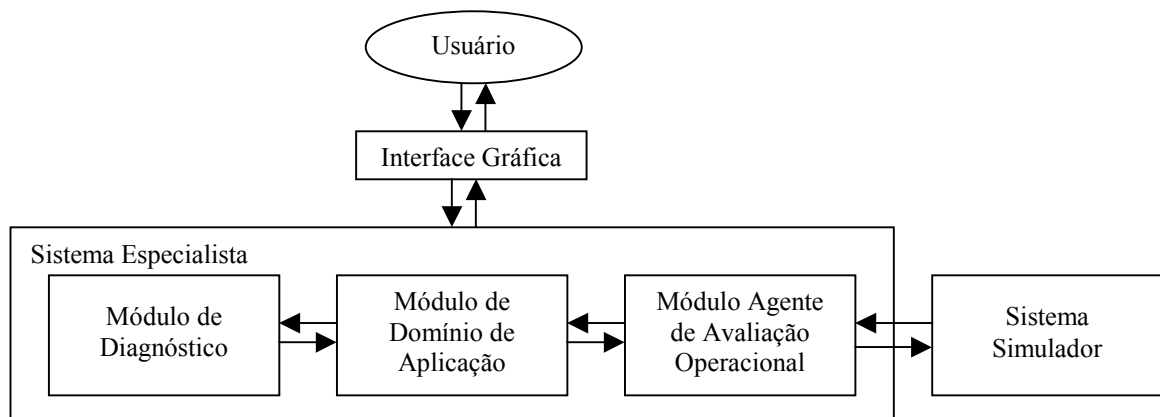 Usuário
Interface Gráfica
Sistema Especialista
Módulo de
Diagnóstico
Módulo de
Domínio de
Aplicação
Módulo Agente
de Avaliação
Operacional
Sistema
Simulador